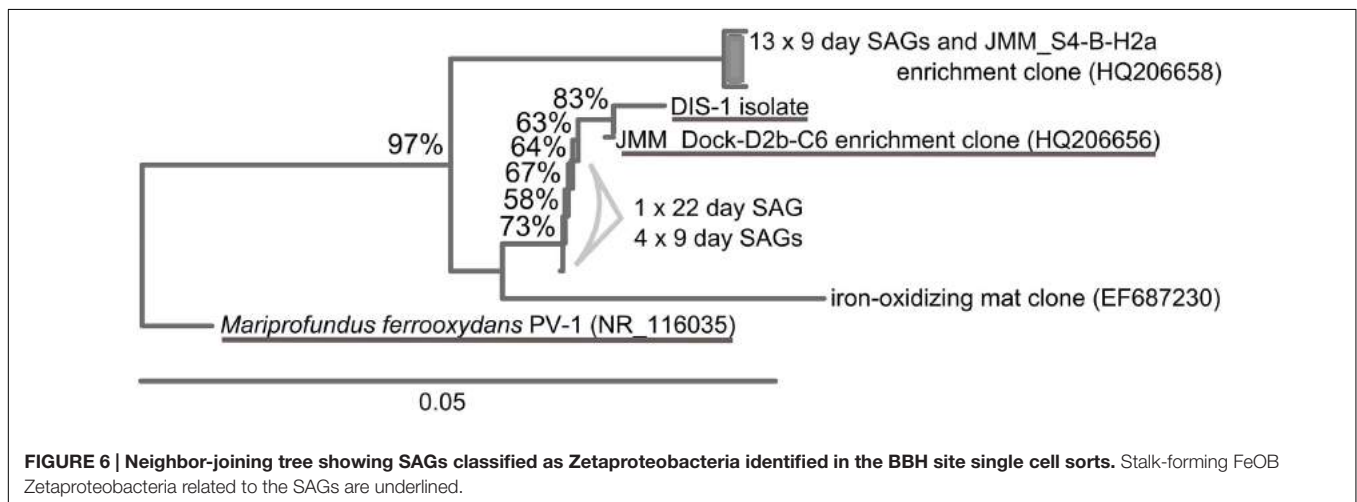 13 x 9 day SAGs and JMM_S4-B-H2a
enrichment clone (HQ206658)
83%
DIS-1 isolate
63%
JMM_Dock-D2b-C6 enrichment clone (HQ206656)
64%
97%
67%
58%
1 x 22 day SAG
73%
4 x 9 day SAGs
iron-oxidizing mat clone (EF687230)
Mariprofundus ferrooxydans PV-1 (NR_116035)
0.05
FIGURE 6 | Neighbor-joining tree showing SAGs classified as Zetaproteobacteria identified in the BBH site single cell sorts. Stalk-forming FeOB
Zetaproteobacteria related to the SAGs are underlined.